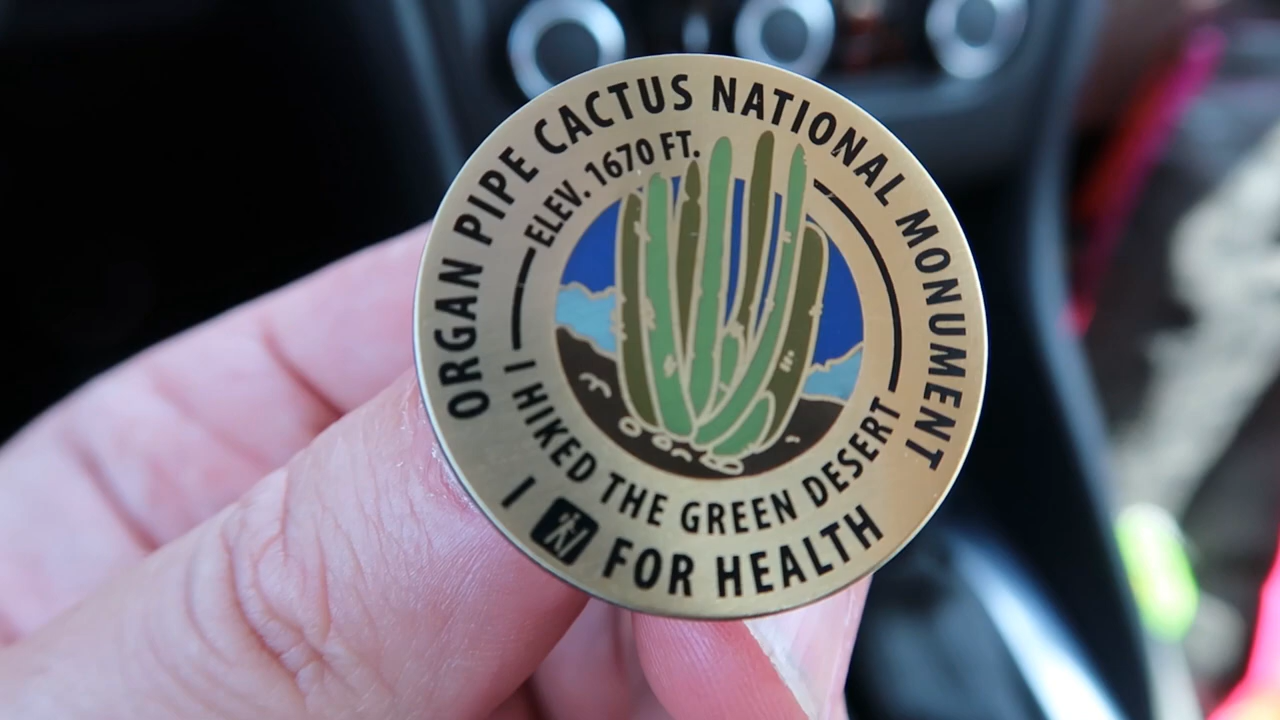 ORGAN PIPE CACTUS NATIONAL MONUMENT
ELEV. 1670 FT.
I HIKED THE GREEN DESERT
I FOR HEALTH